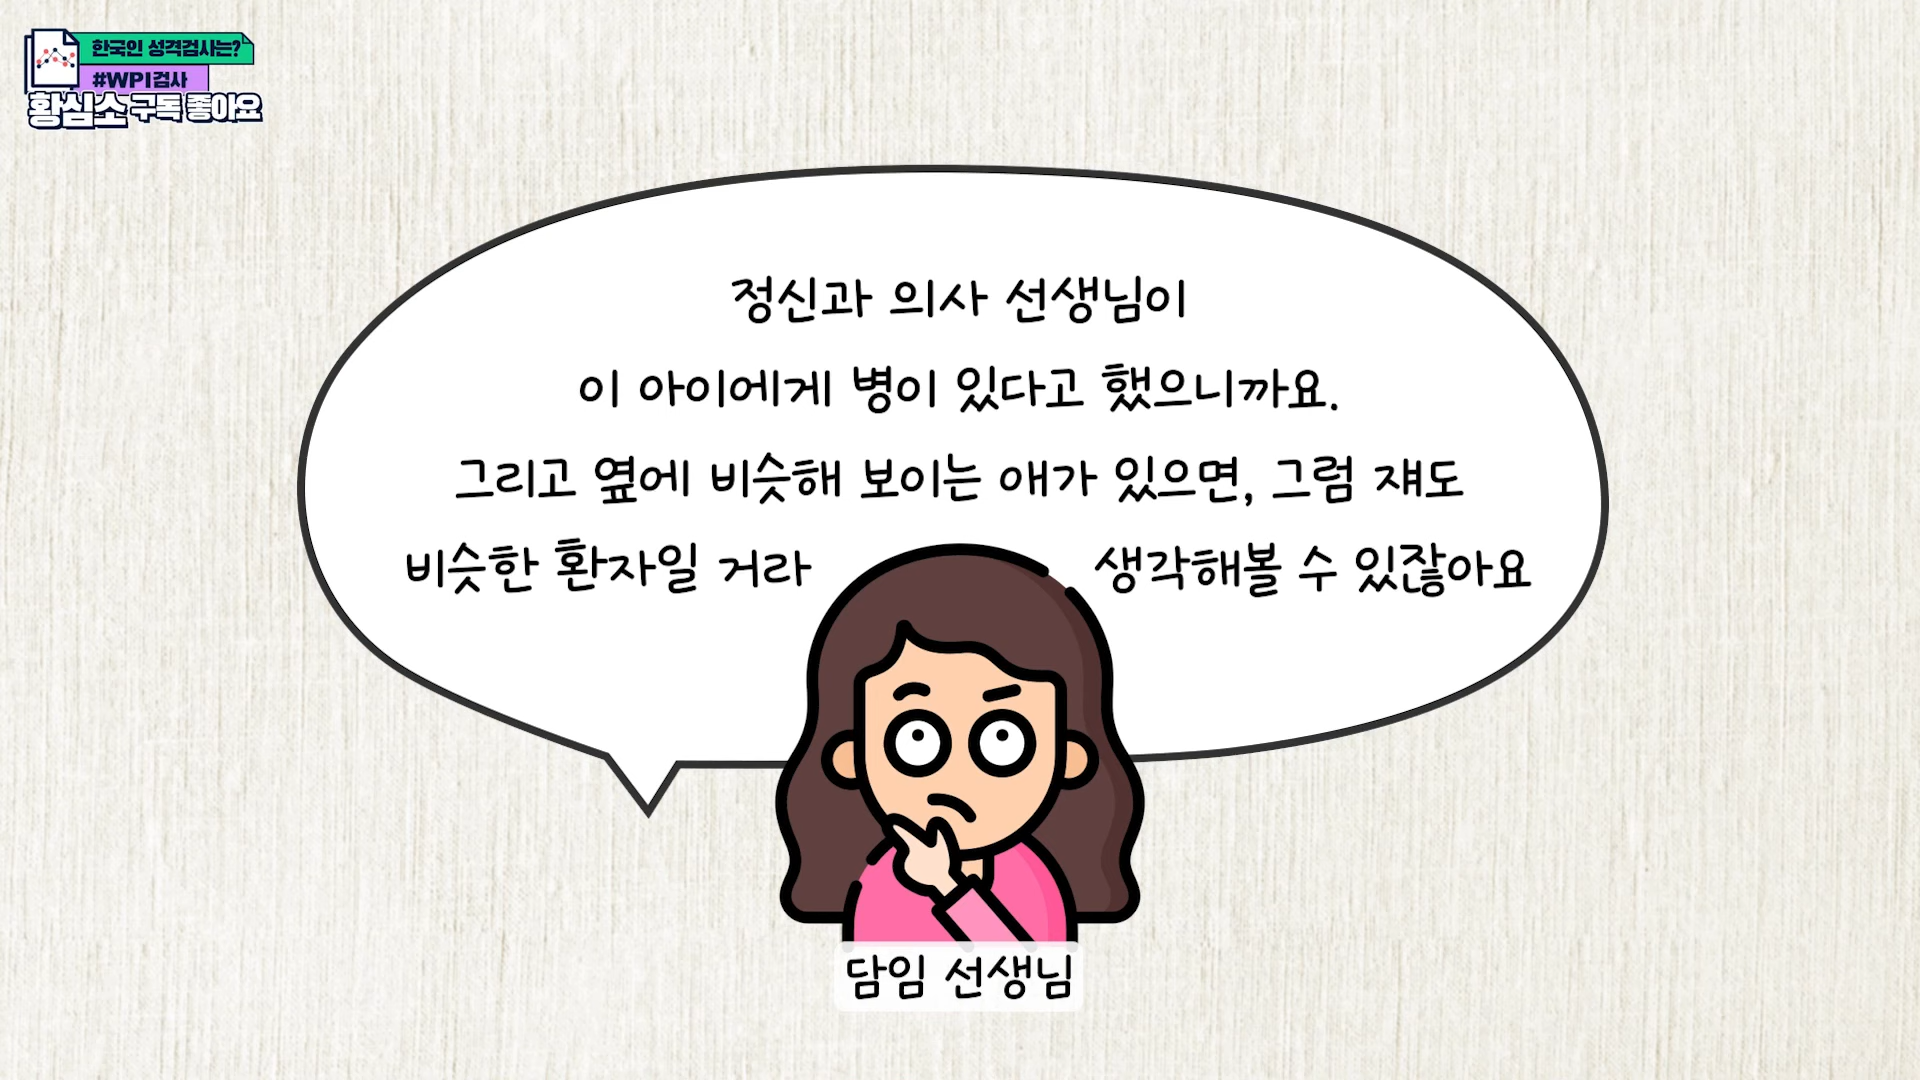 한국인 성격검사는?
#WPI검사
황심소 구독 좋아요
정신과 의사 선생님이
이 아이에게 병이 있다고 했으니까요.
그리고 옆에 비슷해 보이는 애가 있으면, 그럼 쟤도
비슷한 환자일 거라 생각해볼 수 있잖아요
담임 선생님